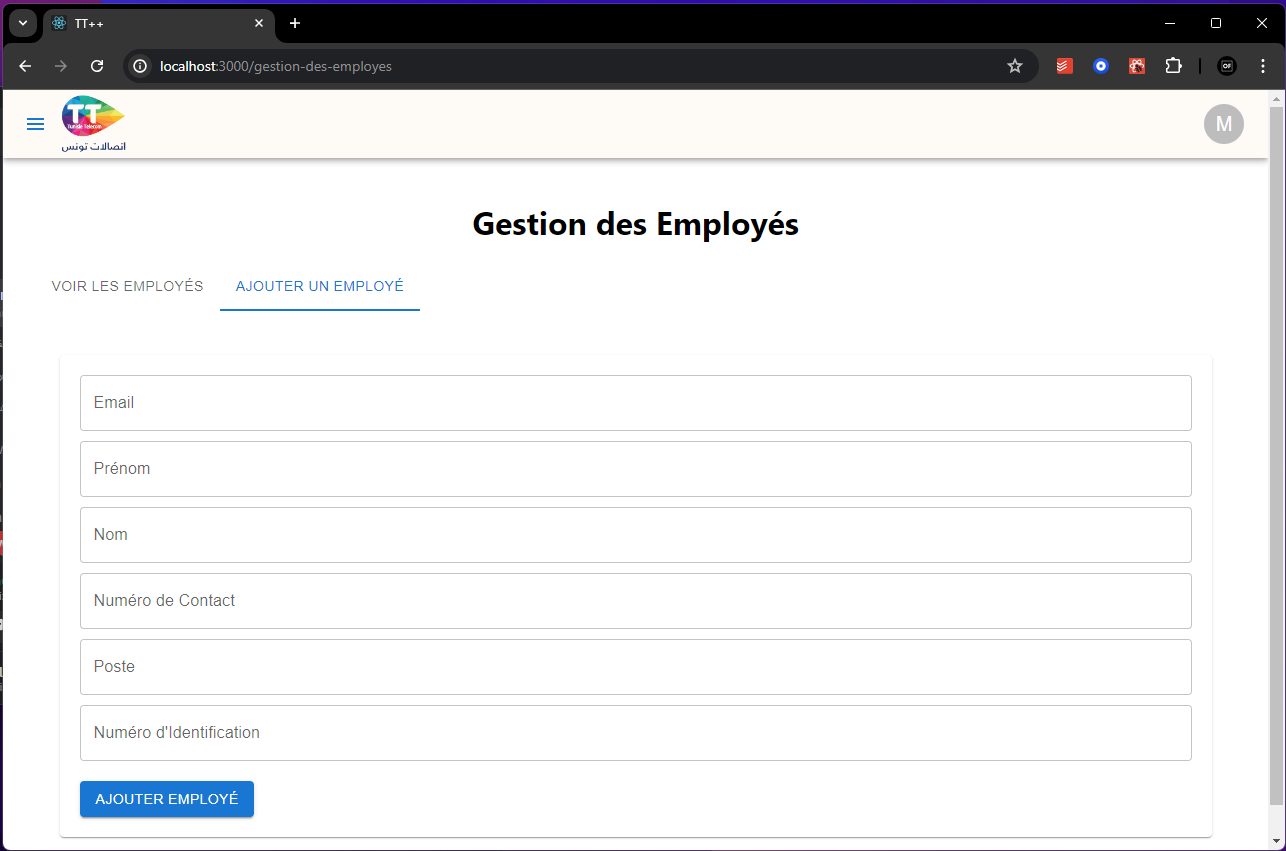 TT++
localhost:3000/gestion-des-employes
OF
TT
Tunisie Telecom
اتصالات تونس
M
Gestion des Employés
VOIR LES EMPLOYÉS
AJOUTER UN EMPLOYÉ
Email
Prénom
Nom
Numéro de Contact
Poste
Numéro d'Identification
AJOUTER EMPLOYÉ